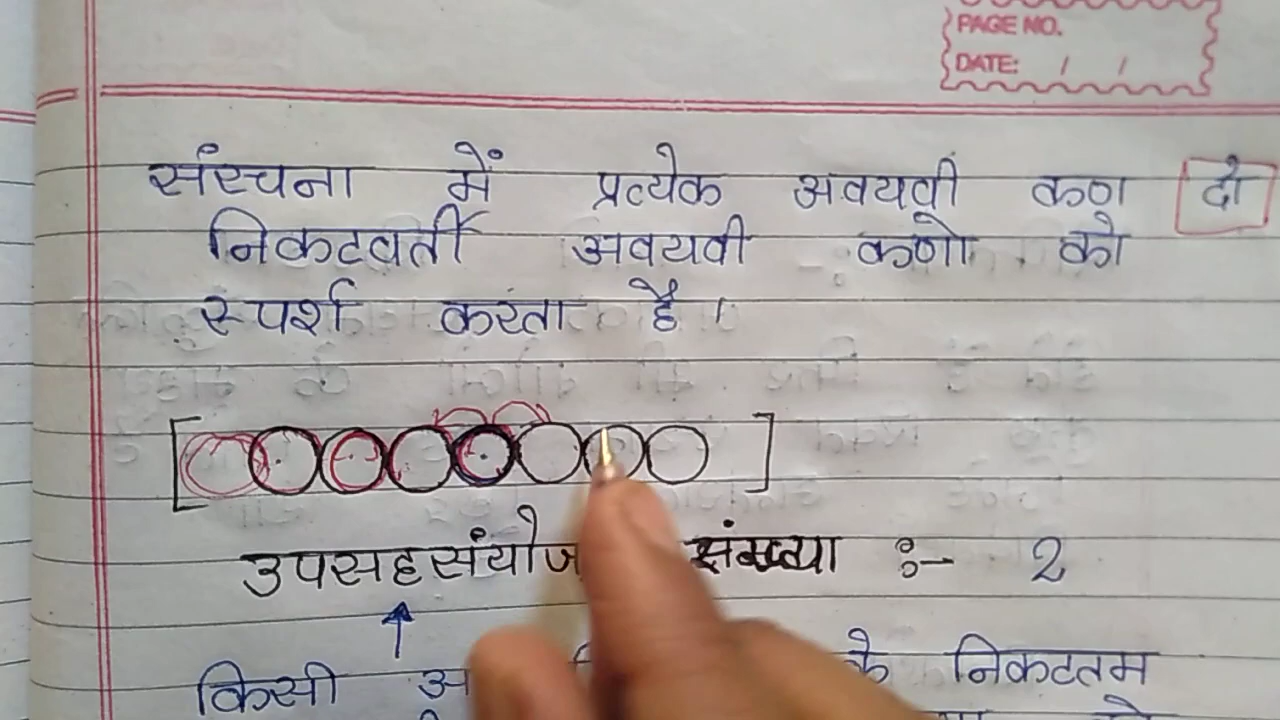 PAGE NO.
DATE: / /
संरचना में प्रत्येक अवयवी कण दो
निकटवर्ती अवयवी कणो को
स्पर्श करता है।
उपसहसंयोज संख्या :- 2
किसी के निकटतम